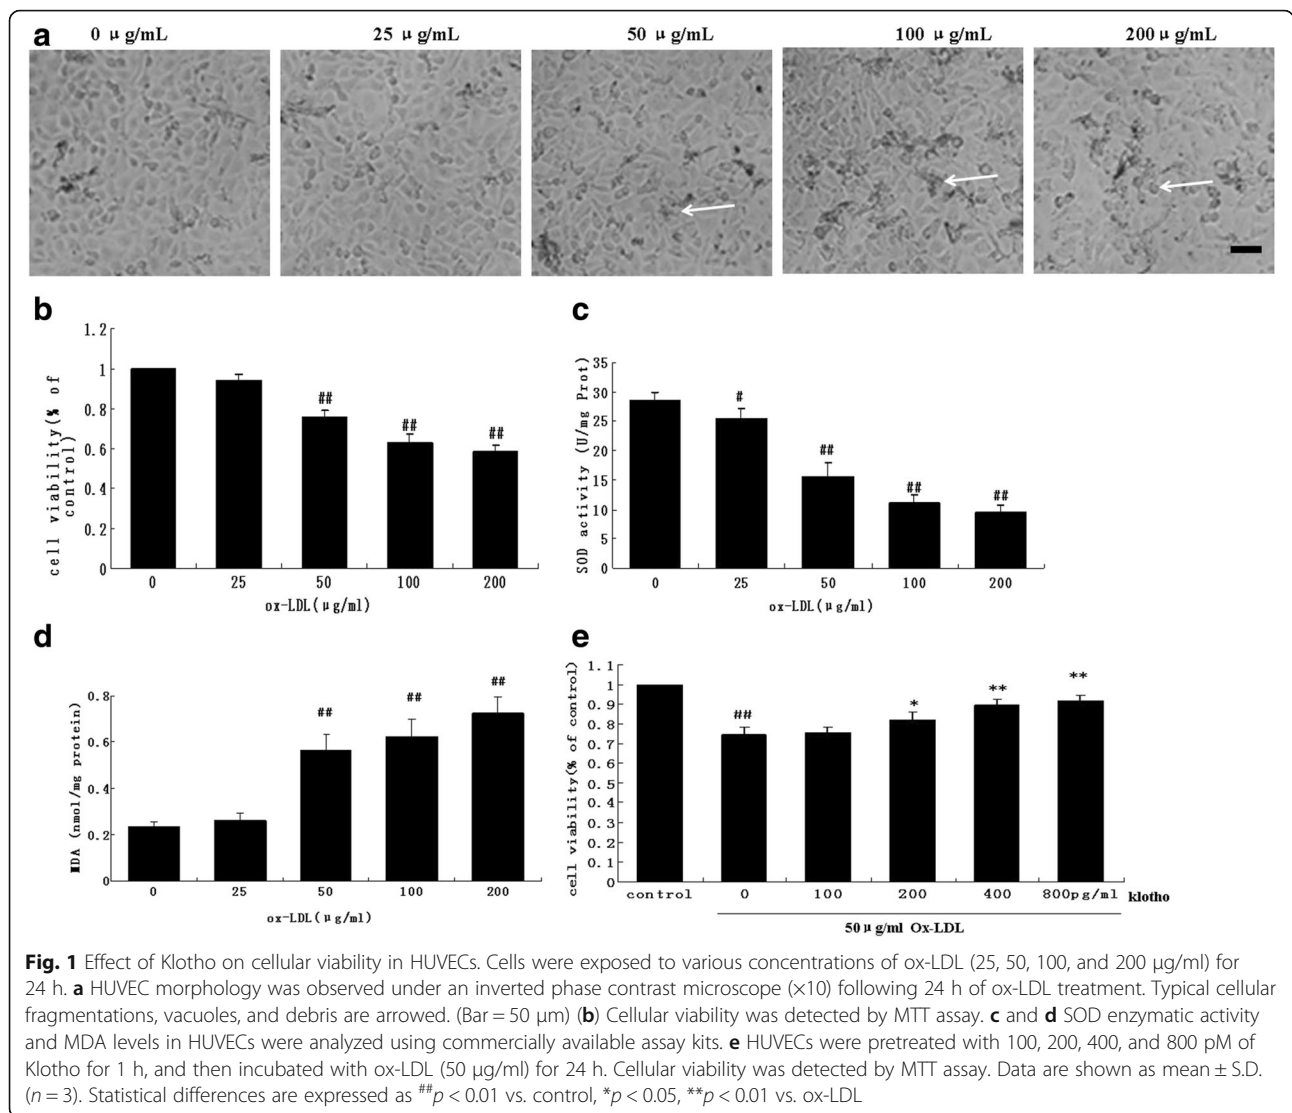 a
0 μ g/mL 25 μ g/mL 50 μ g/mL 100 μ g/mL 200μ g/mL
b
1.2
1
0.8
0.6
0.4
0.2
0
cell viability(% of control)
## ## ##
0 25 50 100 200
ox-LDL(μg/ml)
c
35
30
25
20
15
10
5
0
SOD activity (U/mg Prot)
# ## ## ##
0 25 50 100 200
ox-LDL(μg/ml)
d
0.8
0.6
0.4
0.2
0
MDA (nmol/mg protein)
## ## ##
0 25 50 100 200
ox-LDL(μg/ml)
e
1.1
1
0.9
0.8
0.7
0.6
0.5
0.4
0.3
0.2
0.1
0
cell viability(% of control)
## * ** **
control 0 100 200 400 800pg/ml klotho
50μg/ml Ox-LDL
Fig. 1 Effect of Klotho on cellular viability in HUVECs. Cells were exposed to various concentrations of ox-LDL (25, 50, 100, and 200 μg/ml) for
24 h. a HUVEC morphology was observed under an inverted phase contrast microscope (×10) following 24 h of ox-LDL treatment. Typical cellular
fragmentations, vacuoles, and debris are arrowed. (Bar = 50 μm) (b) Cellular viability was detected by MTT assay. c and d SOD enzymatic activity
and MDA levels in HUVECs were analyzed using commercially available assay kits. e HUVECs were pretreated with 100, 200, 400, and 800 pM of
Klotho for 1 h, and then incubated with ox-LDL (50 μg/ml) for 24 h. Cellular viability was detected by MTT assay. Data are shown as mean ± S.D.
(n = 3). Statistical differences are expressed as ##p < 0.01 vs. control, *p < 0.05, **p < 0.01 vs. ox-LDL